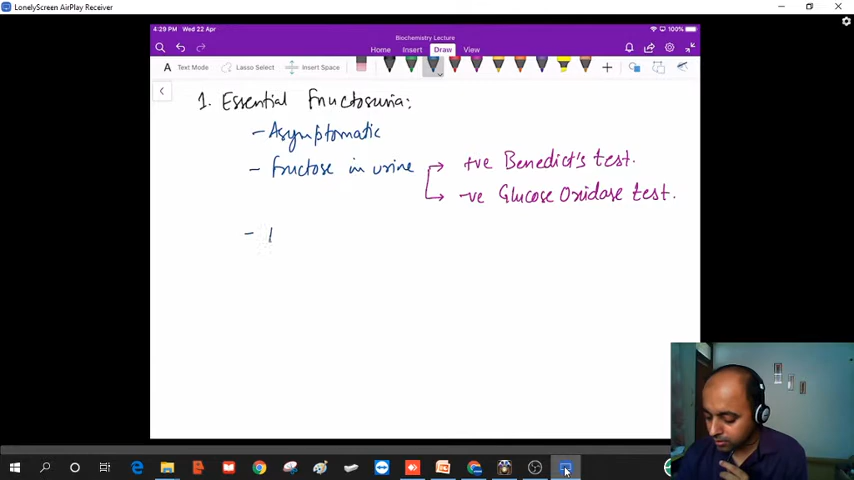 LonelyScreen AirPlay Receiver
4:29 PM Wed 22 Apr
100%
Biochemistry Lecture
Home Insert Draw View
A Text Mode Lasso Select Insert Space
1. Essential Fructosuria:
- Asymptomatic
- Fructose in urine → +ve Benedict's test.
→ -ve Glucose Oxidase test.
-